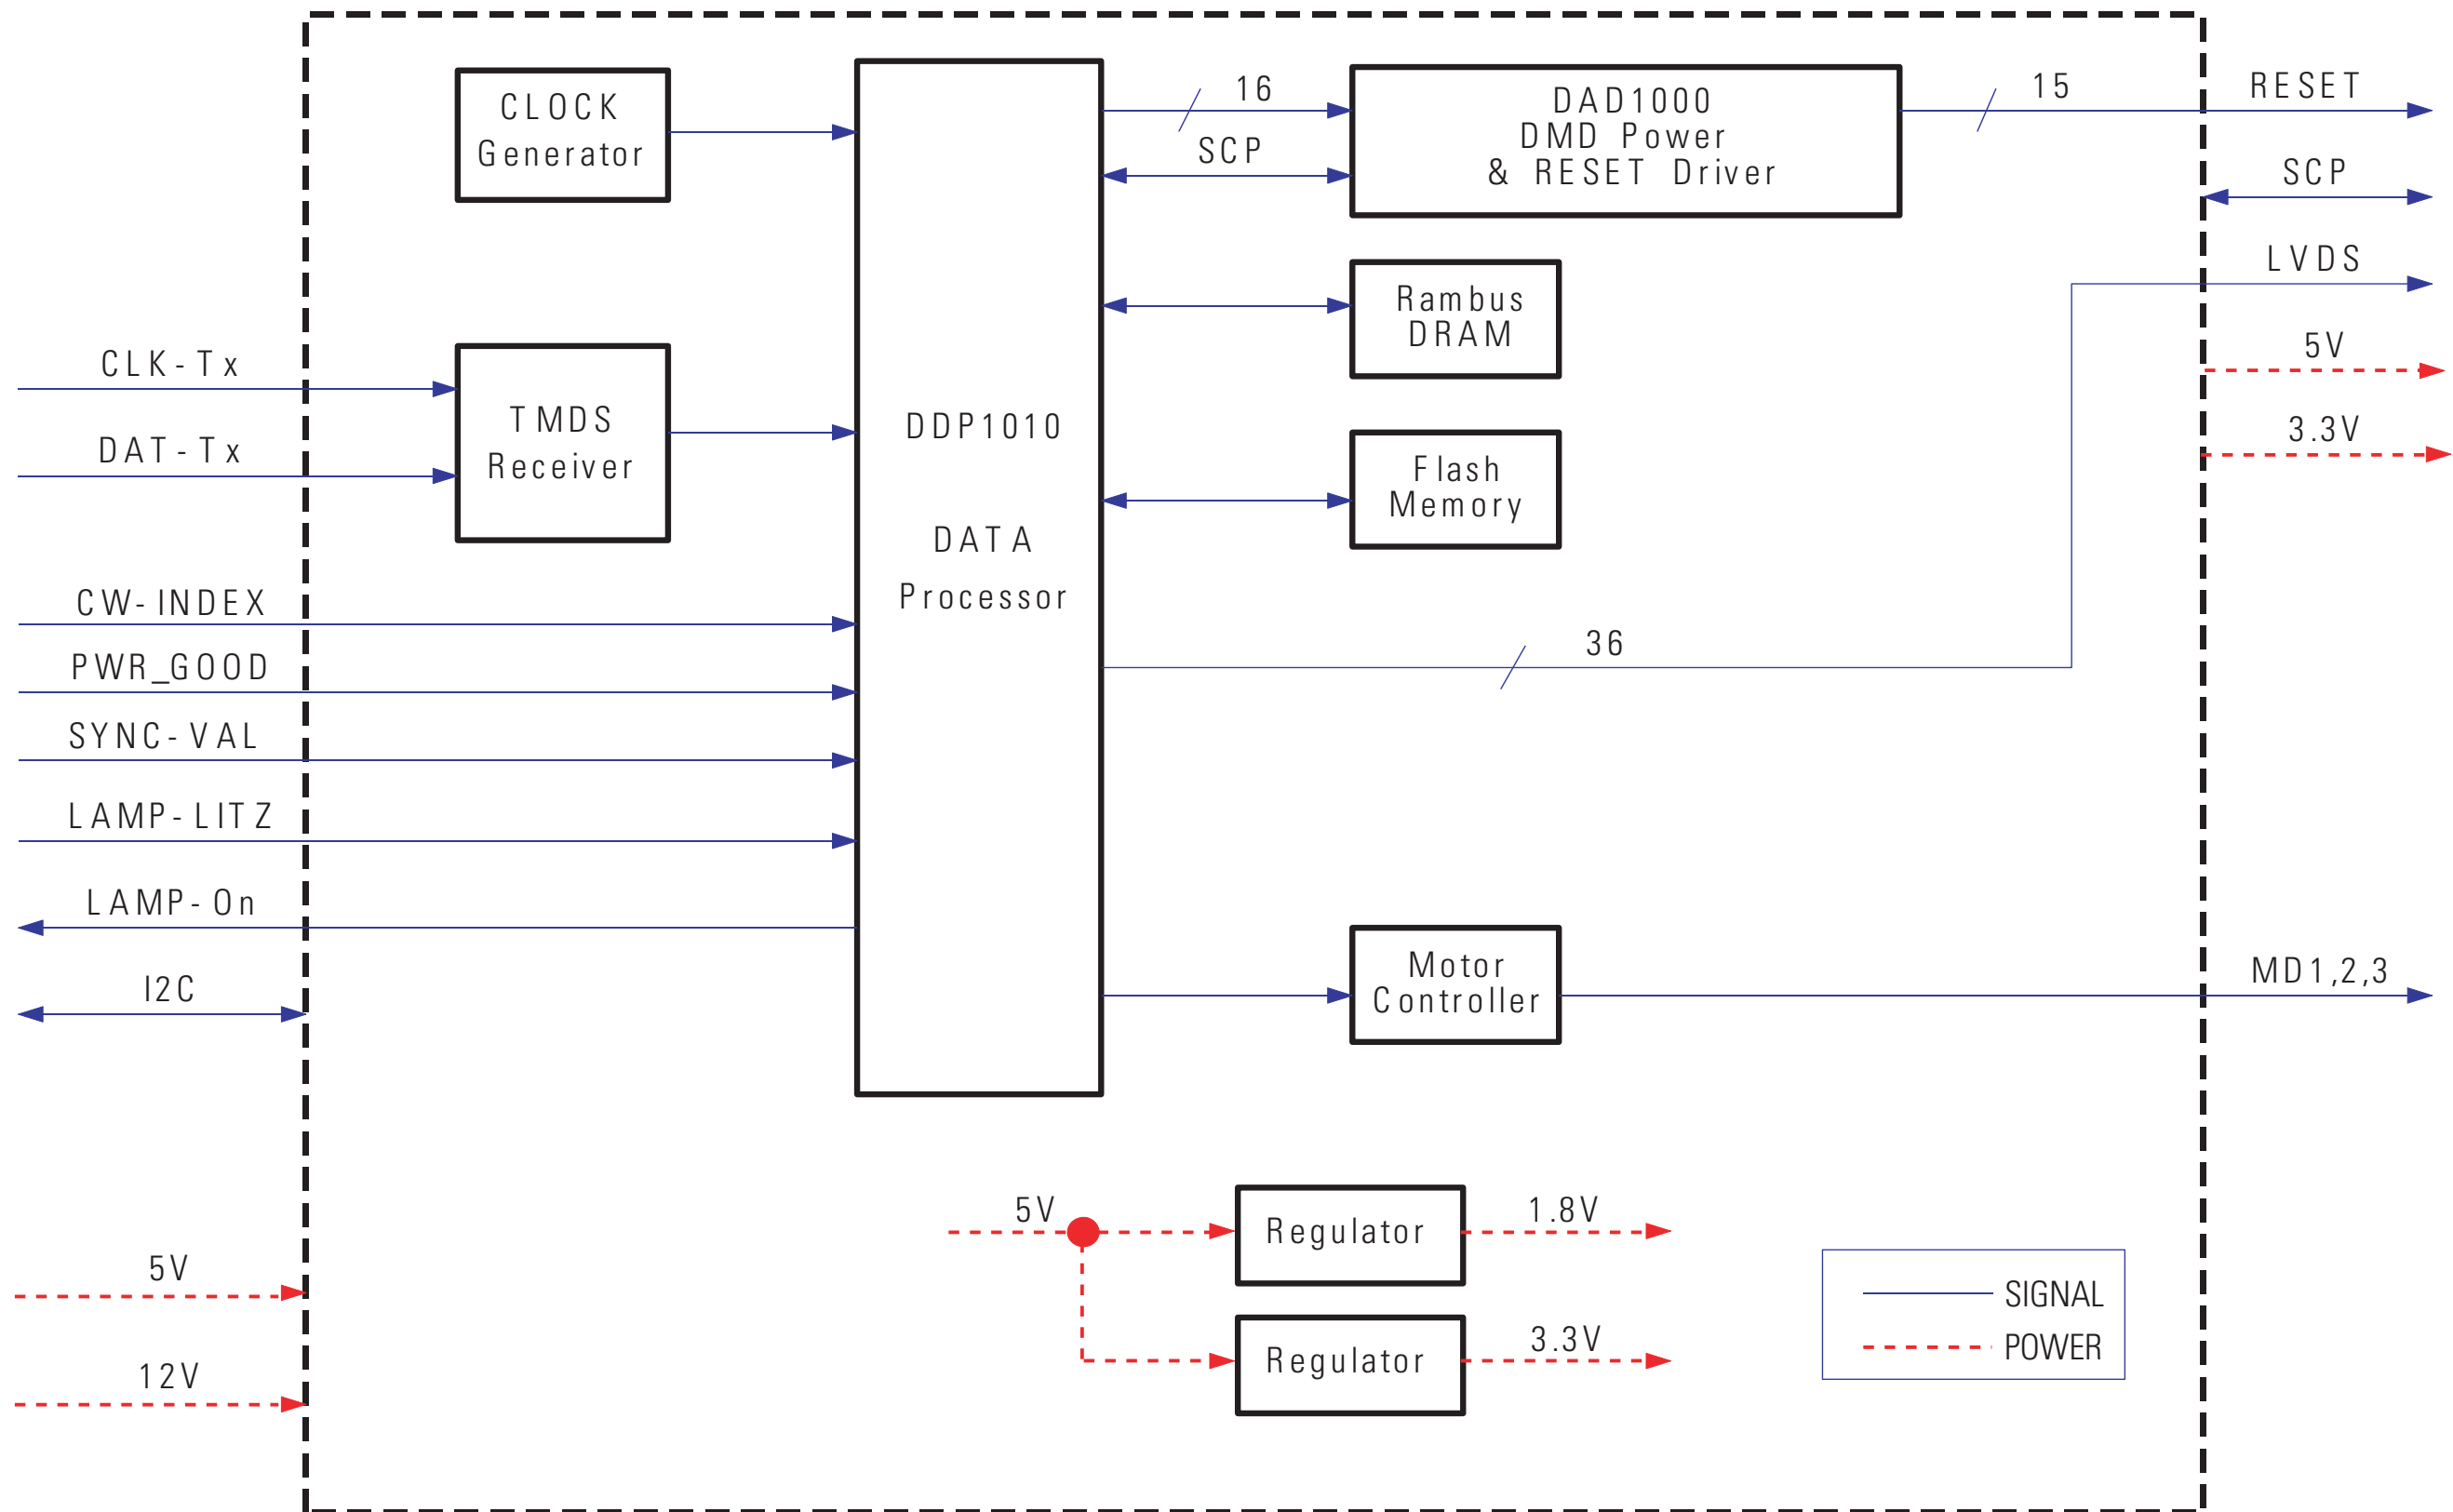 CLOCK
Generator
16
SCP
DAD1000
DMD Power
& RESET Driver
15
RESET
SCP
LVDS
5V
3.3V
Rambus
DRAM
CLK-Tx
DAT-Tx
TMDS
Receiver
DDP1010
DATA
Processor
Flash
Memory
CW-INDEX
PWR_GOOD
SYNC-VAL
LAMP-LITZ
LAMP-On
I2C
36
Motor
Controller
MD1,2,3
5V
Regulator
1.8V
Regulator
3.3V
5V
12V
SIGNAL
POWER